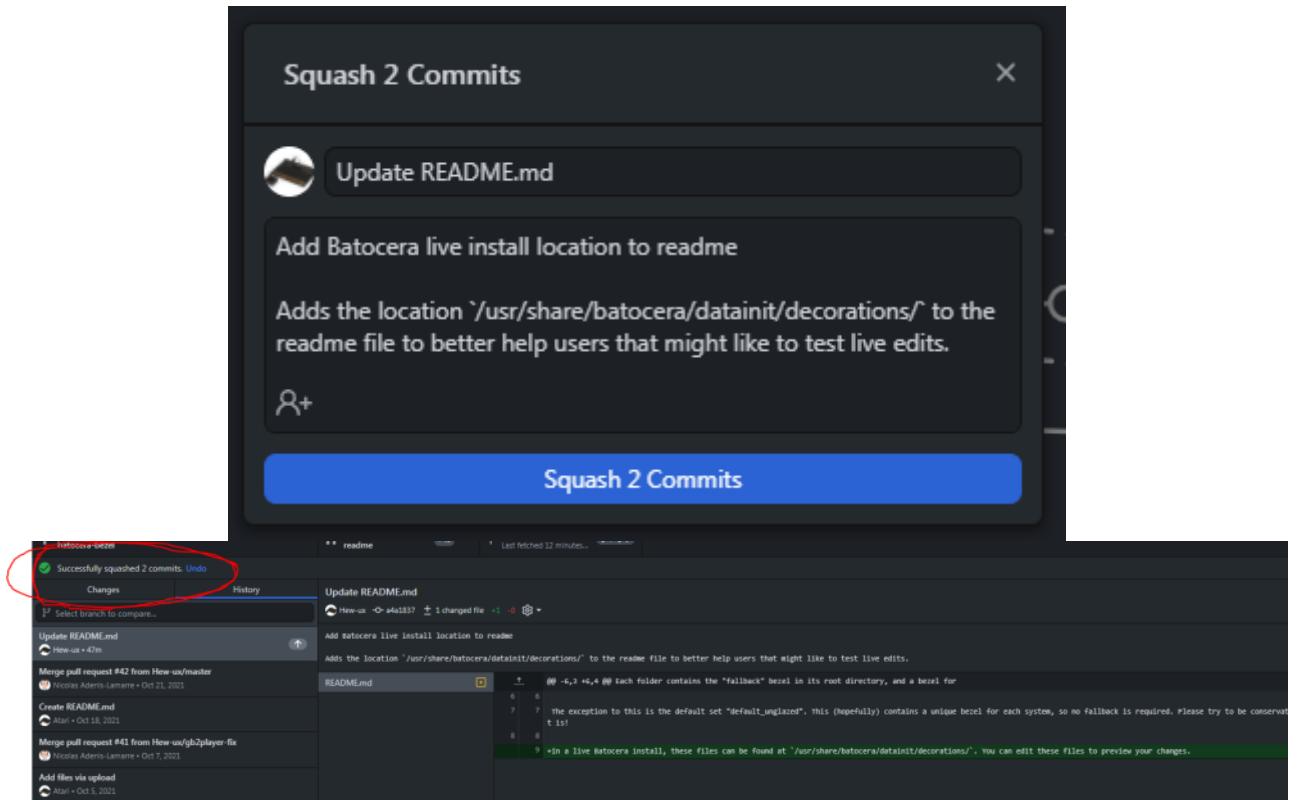 Squash 2 Commits
Update README.md
Add Batocera live install location to readme
Adds the location `/usr/share/batocera/datainit/decorations/` to the
readme file to better help users that might like to test live edits.
Squash 2 Commits
batocera-bezel
readme
Last fetched 12 minutes...
Successfully squashed 2 commits. Undo
Changes
History
Select branch to compare...
Update README.md
Hew-ux • 47m
Merge pull request #42 from Hew-ux/master
Nicolas Adenis-Lamarre • Oct 21, 2021
Create README.md
Atari • Oct 18, 2021
Merge pull request #41 from Hew-ux/gb2player-fix
Nicolas Adenis-Lamarre • Oct 7, 2021
Add files via upload
Atari • Oct 5, 2021
Update README.md
Hew-ux a4a1837 1 changed file +1 -0
Add Batocera live install location to readme
Adds the location `/usr/share/batocera/datainit/decorations/` to the readme file to better help users that might like to test live edits.
README.md
@@ -6,3 +6,4 @@ Each folder contains the "fallback" bezel in its root directory, and a bezel for
6 6
7 7 The exception to this is the default set "default_unglazed". This (hopefully) contains a unique bezel for each system, so no fallback is required. Please try to be conservat
t is!
8 8
9 +In a live Batocera install, these files can be found at `/usr/share/batocera/datainit/decorations/`. You can edit these files to preview your changes.